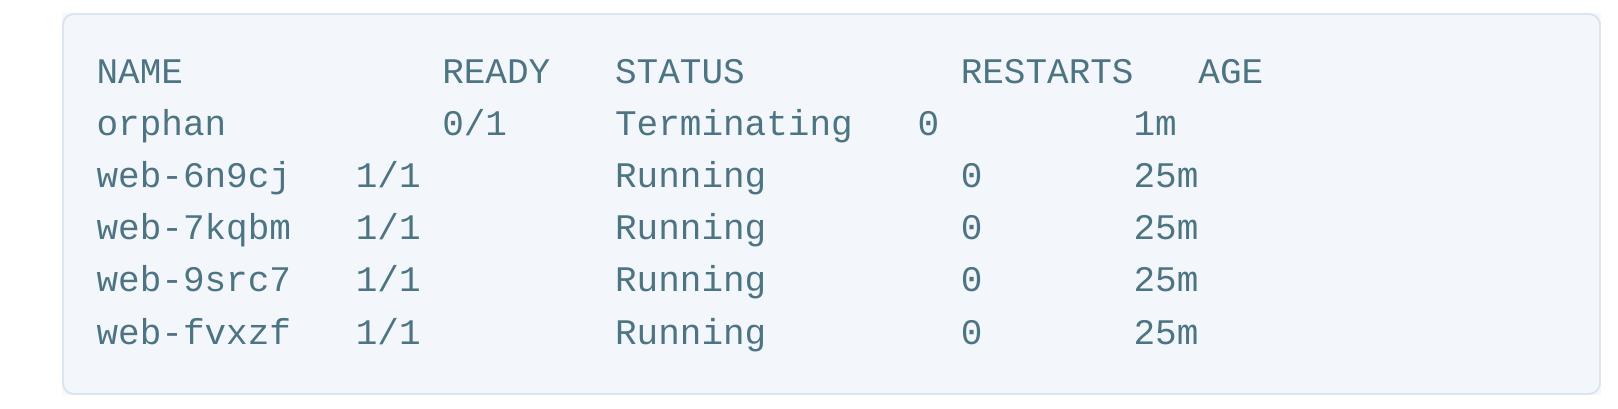 NAME            READY   STATUS          RESTARTS   AGE
orphan          0/1     Terminating   0         1m
web-6n9cj   1/1         Running         0       25m
web-7kqbm   1/1         Running         0       25m
web-9src7   1/1         Running         0       25m
web-fvxzf   1/1         Running         0       25m